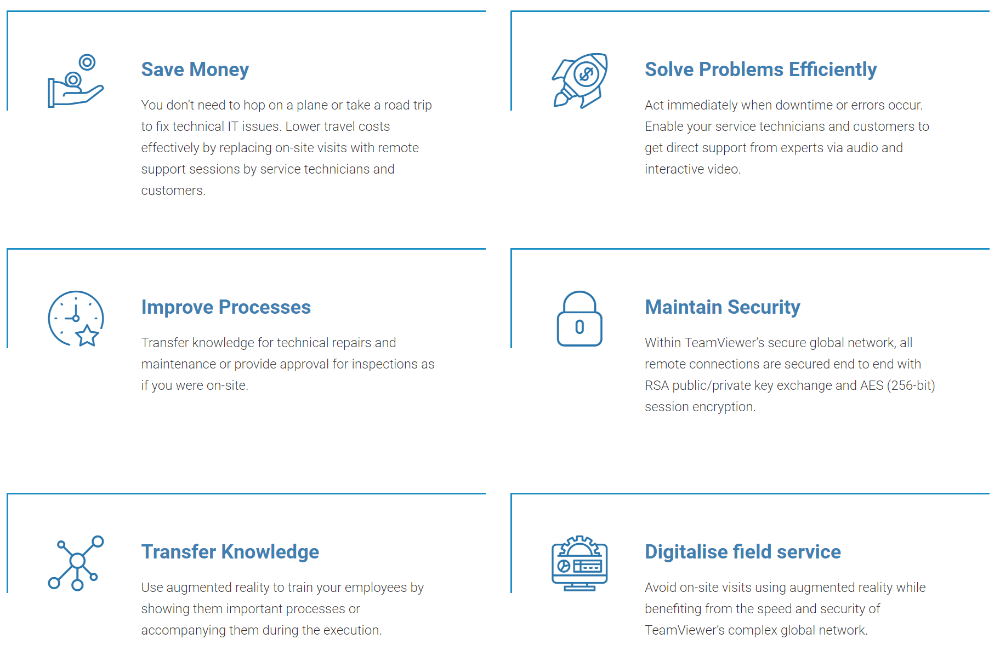 Save Money
You don’t need to hop on a plane or take a road trip
to fix technical IT issues. Lower travel costs
effectively by replacing on-site visits with remote
support sessions by service technicians and
customers.
Solve Problems Efficiently
Act immediately when downtime or errors occur.
Enable your service technicians and customers to
get direct support from experts via audio and
interactive video.
Improve Processes
Transfer knowledge for technical repairs and
maintenance or provide approval for inspections as
if you were on-site.
Maintain Security
Within TeamViewer’s secure global network, all
remote connections are secured end to end with
RSA public/private key exchange and AES (256-bit)
session encryption.
Transfer Knowledge
Use augmented reality to train your employees by
showing them important processes or
accompanying them during the execution.
Digitalise field service
Avoid on-site visits using augmented reality while
benefiting from the speed and security of
TeamViewer’s complex global network.